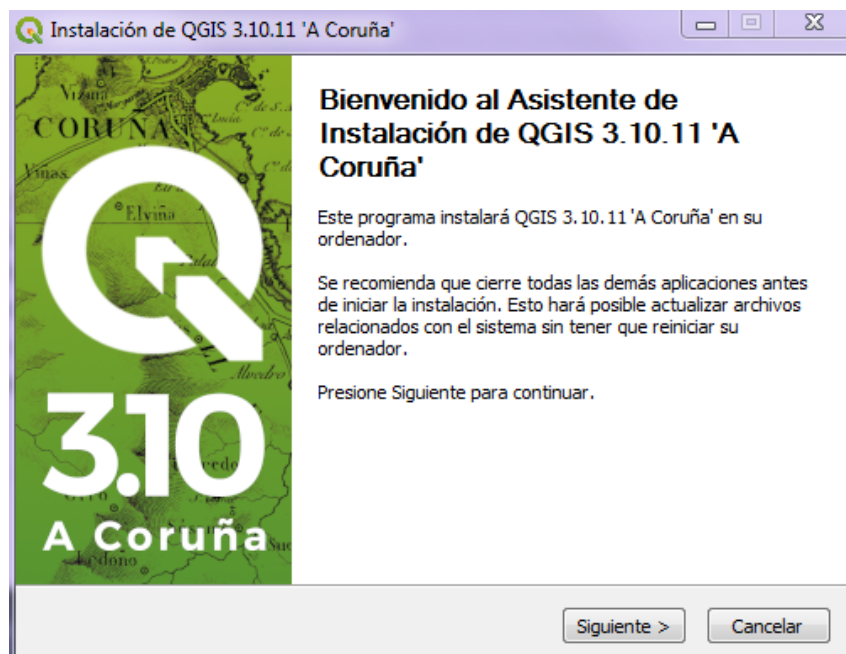 Instalación de QGIS 3.10.11 'A Coruña'
Bienvenido al Asistente de
Instalación de QGIS 3.10.11 'A
Coruña'
Este programa instalará QGIS 3.10.11 'A Coruña' en su
ordenador.
Se recomienda que cierre todas las demás aplicaciones antes
de iniciar la instalación. Esto hará posible actualizar archivos
relacionados con el sistema sin tener que reiniciar su
ordenador.
Presione Siguiente para continuar.
CORUNA
Viñas
Elviña
Alvedro
3.10
A Coruña
Ledoño
Siguiente >
Cancelar